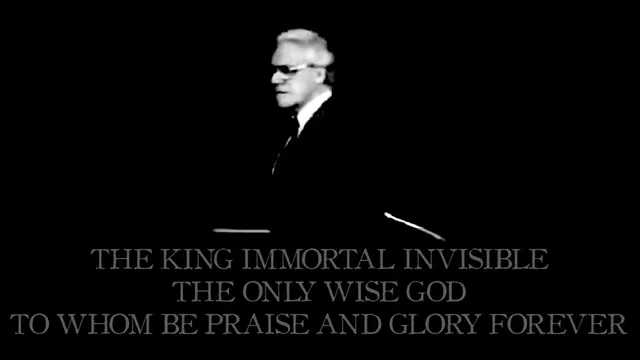 THE KING IMMORTAL INVISIBLE
THE ONLY WISE GOD
TO WHOM BE PRAISE AND GLORY FOREVER